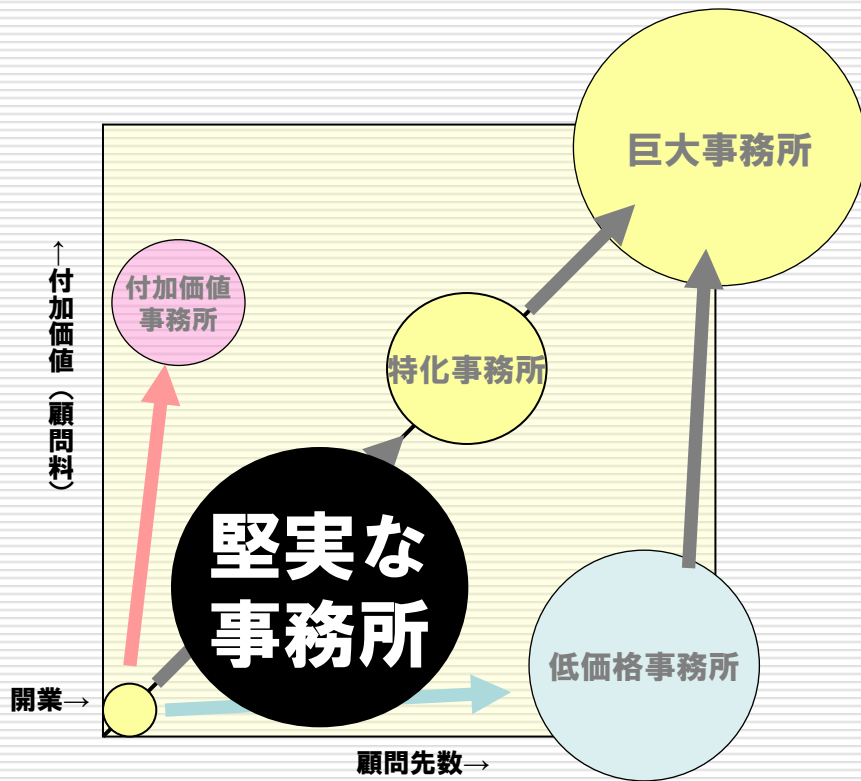 巨大事務所
↑付加価値（顧問料）
付加価値
事務所
特化事務所
堅実な
事務所
低価格事務所
開業→
顧問先数→